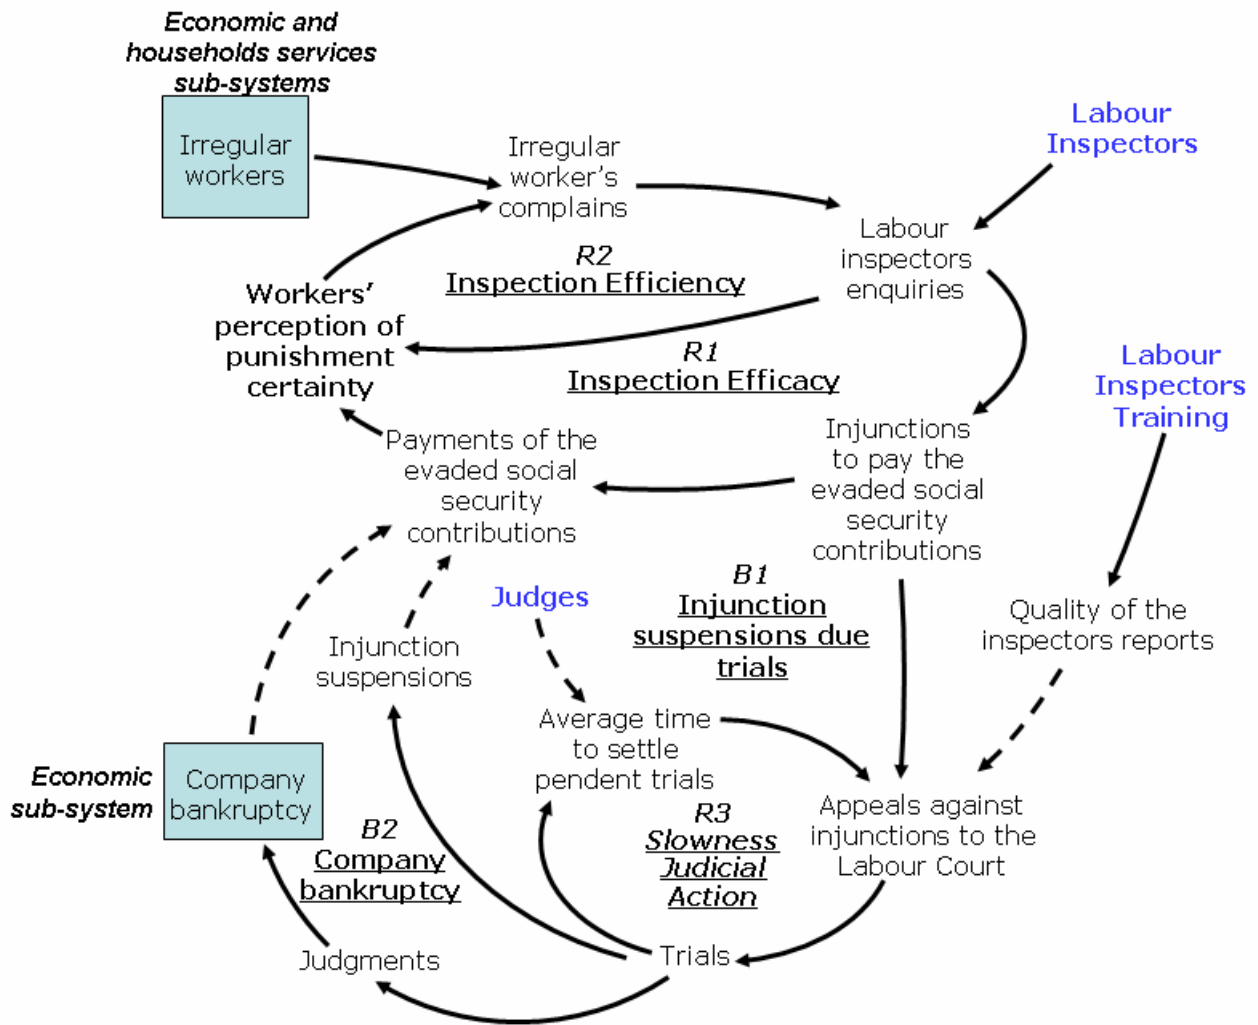 Economic and
households services
sub-systems
Irregular
workers
Irregular
worker's
complains
Labour
Inspectors
Labour
inspectors
enquiries
R2
Inspection Efficiency
Workers'
perception of
punishment
certainty
R1
Inspection Efficacy
Labour
Inspectors
Training
Payments of the
evaded social
security
contributions
Injunctions
to pay the
evaded social
security
contributions
Judges
B1
Injunction
suspensions due
trials
Quality of the
inspectors reports
Injunction
suspensions
Average time
to settle
pendent trials
Economic
sub-system
Company
bankruptcy
B2
Company
bankruptcy
R3
Slowness
Judicial
Action
Appeals against
injunctions to the
Labour Court
Judgments
Trials